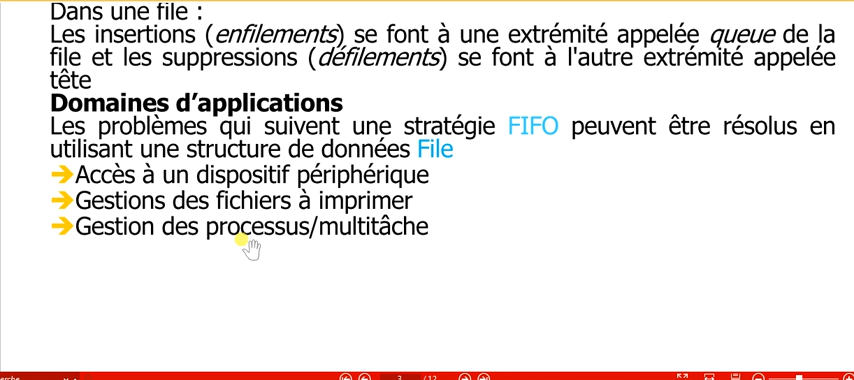 Dans une file :
Les insertions (enfilements) se font à une extrémité appelée queue de la
file et les suppressions (défilements) se font à l'autre extrémité appelée
tête
Domaines d'applications
Les problèmes qui suivent une stratégie FIFO peuvent être résolus en
utilisant une structure de données File
➔Accès à un dispositif périphérique
➔Gestions des fichiers à imprimer
➔Gestion des processus/multitâche
3 /12